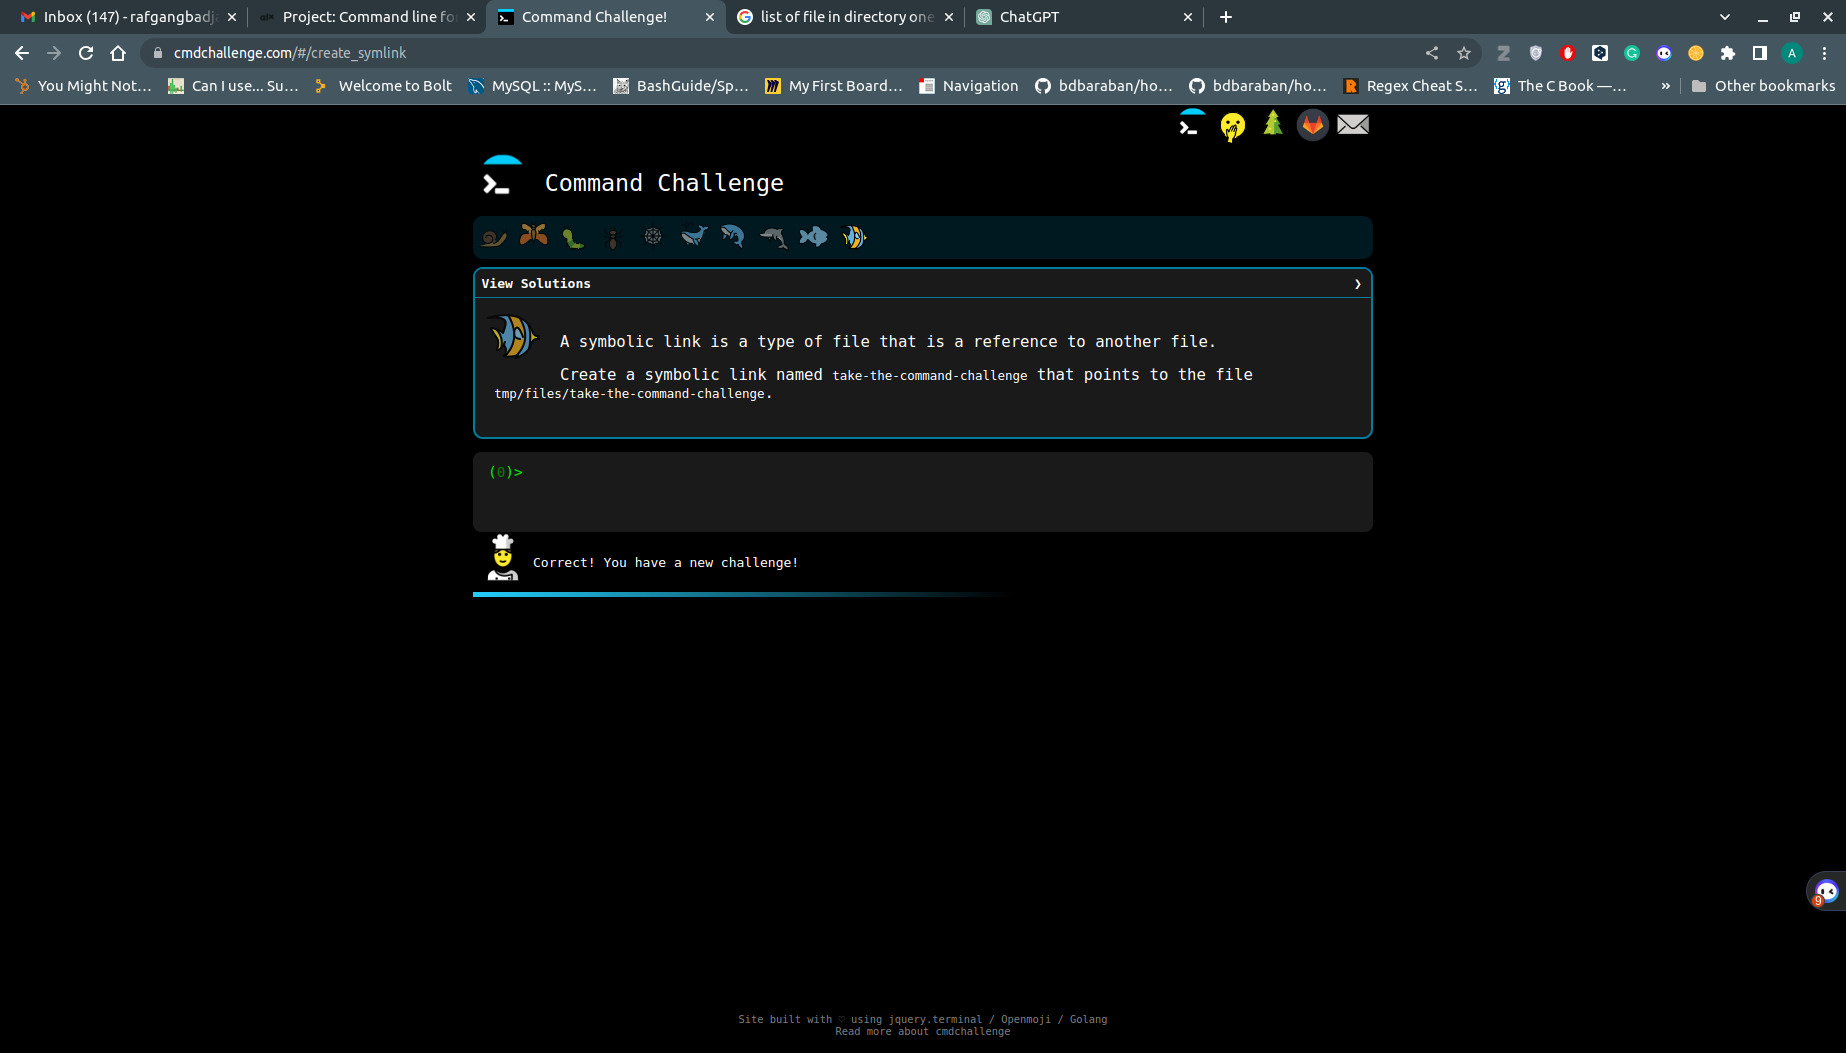 Inbox (147) - rafgangbadja
Project: Command line for
Command Challenge!
list of file in directory one
ChatGPT
cmdchallenge.com/#/create_symlink
You Might Not...
Can I use... Su...
Welcome to Bolt
MySQL :: MyS...
BashGuide/Sp...
My First Board...
Navigation
bdbaraban/ho...
bdbaraban/ho...
Regex Cheat S...
The C Book —...
»
Other bookmarks
Command Challenge
View Solutions
A symbolic link is a type of file that is a reference to another file.
Create a symbolic link named take-the-command-challenge that points to the file
tmp/files/take-the-command-challenge.
(0)>
Correct! You have a new challenge!
9
Site built with ♡ using jquery.terminal / Openmoji / Golang
Read more about cmdchallenge